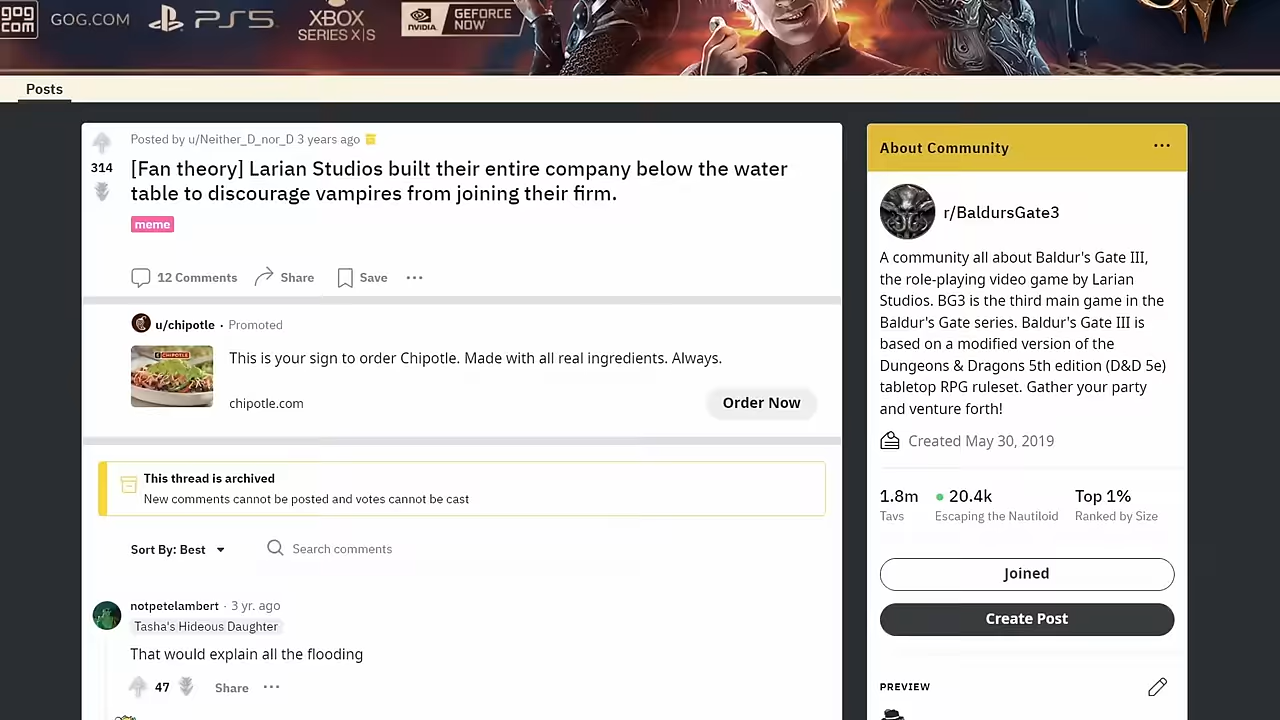 gog
com
GOG.COM
PS5
XBOX
SERIES X|S
NVIDIA
GEFORCE
NOW
Posts
Posted by u/Neither_D_nor_D 3 years ago
314
[Fan theory] Larian Studios built their entire company below the water
table to discourage vampires from joining their firm.
meme
12 Comments
Share
Save
u/chipotle · Promoted
CHIPOTLE
This is your sign to order Chipotle. Made with all real ingredients. Always.
chipotle.com
Order Now
This thread is archived
New comments cannot be posted and votes cannot be cast
Sort By: Best
Search comments
notpetelambert · 3 yr. ago
Tasha's Hideous Daughter
That would explain all the flooding
47
Share
About Community
r/BaldursGate3
A community all about Baldur's Gate III,
the role-playing video game by Larian
Studios. BG3 is the third main game in the
Baldur's Gate series. Baldur's Gate III is
based on a modified version of the
Dungeons & Dragons 5th edition (D&D 5e)
tabletop RPG ruleset. Gather your party
and venture forth!
Created May 30, 2019
1.8m
Tavs
20.4k
Escaping the Nautiloid
Top 1%
Ranked by Size
Joined
Create Post
PREVIEW